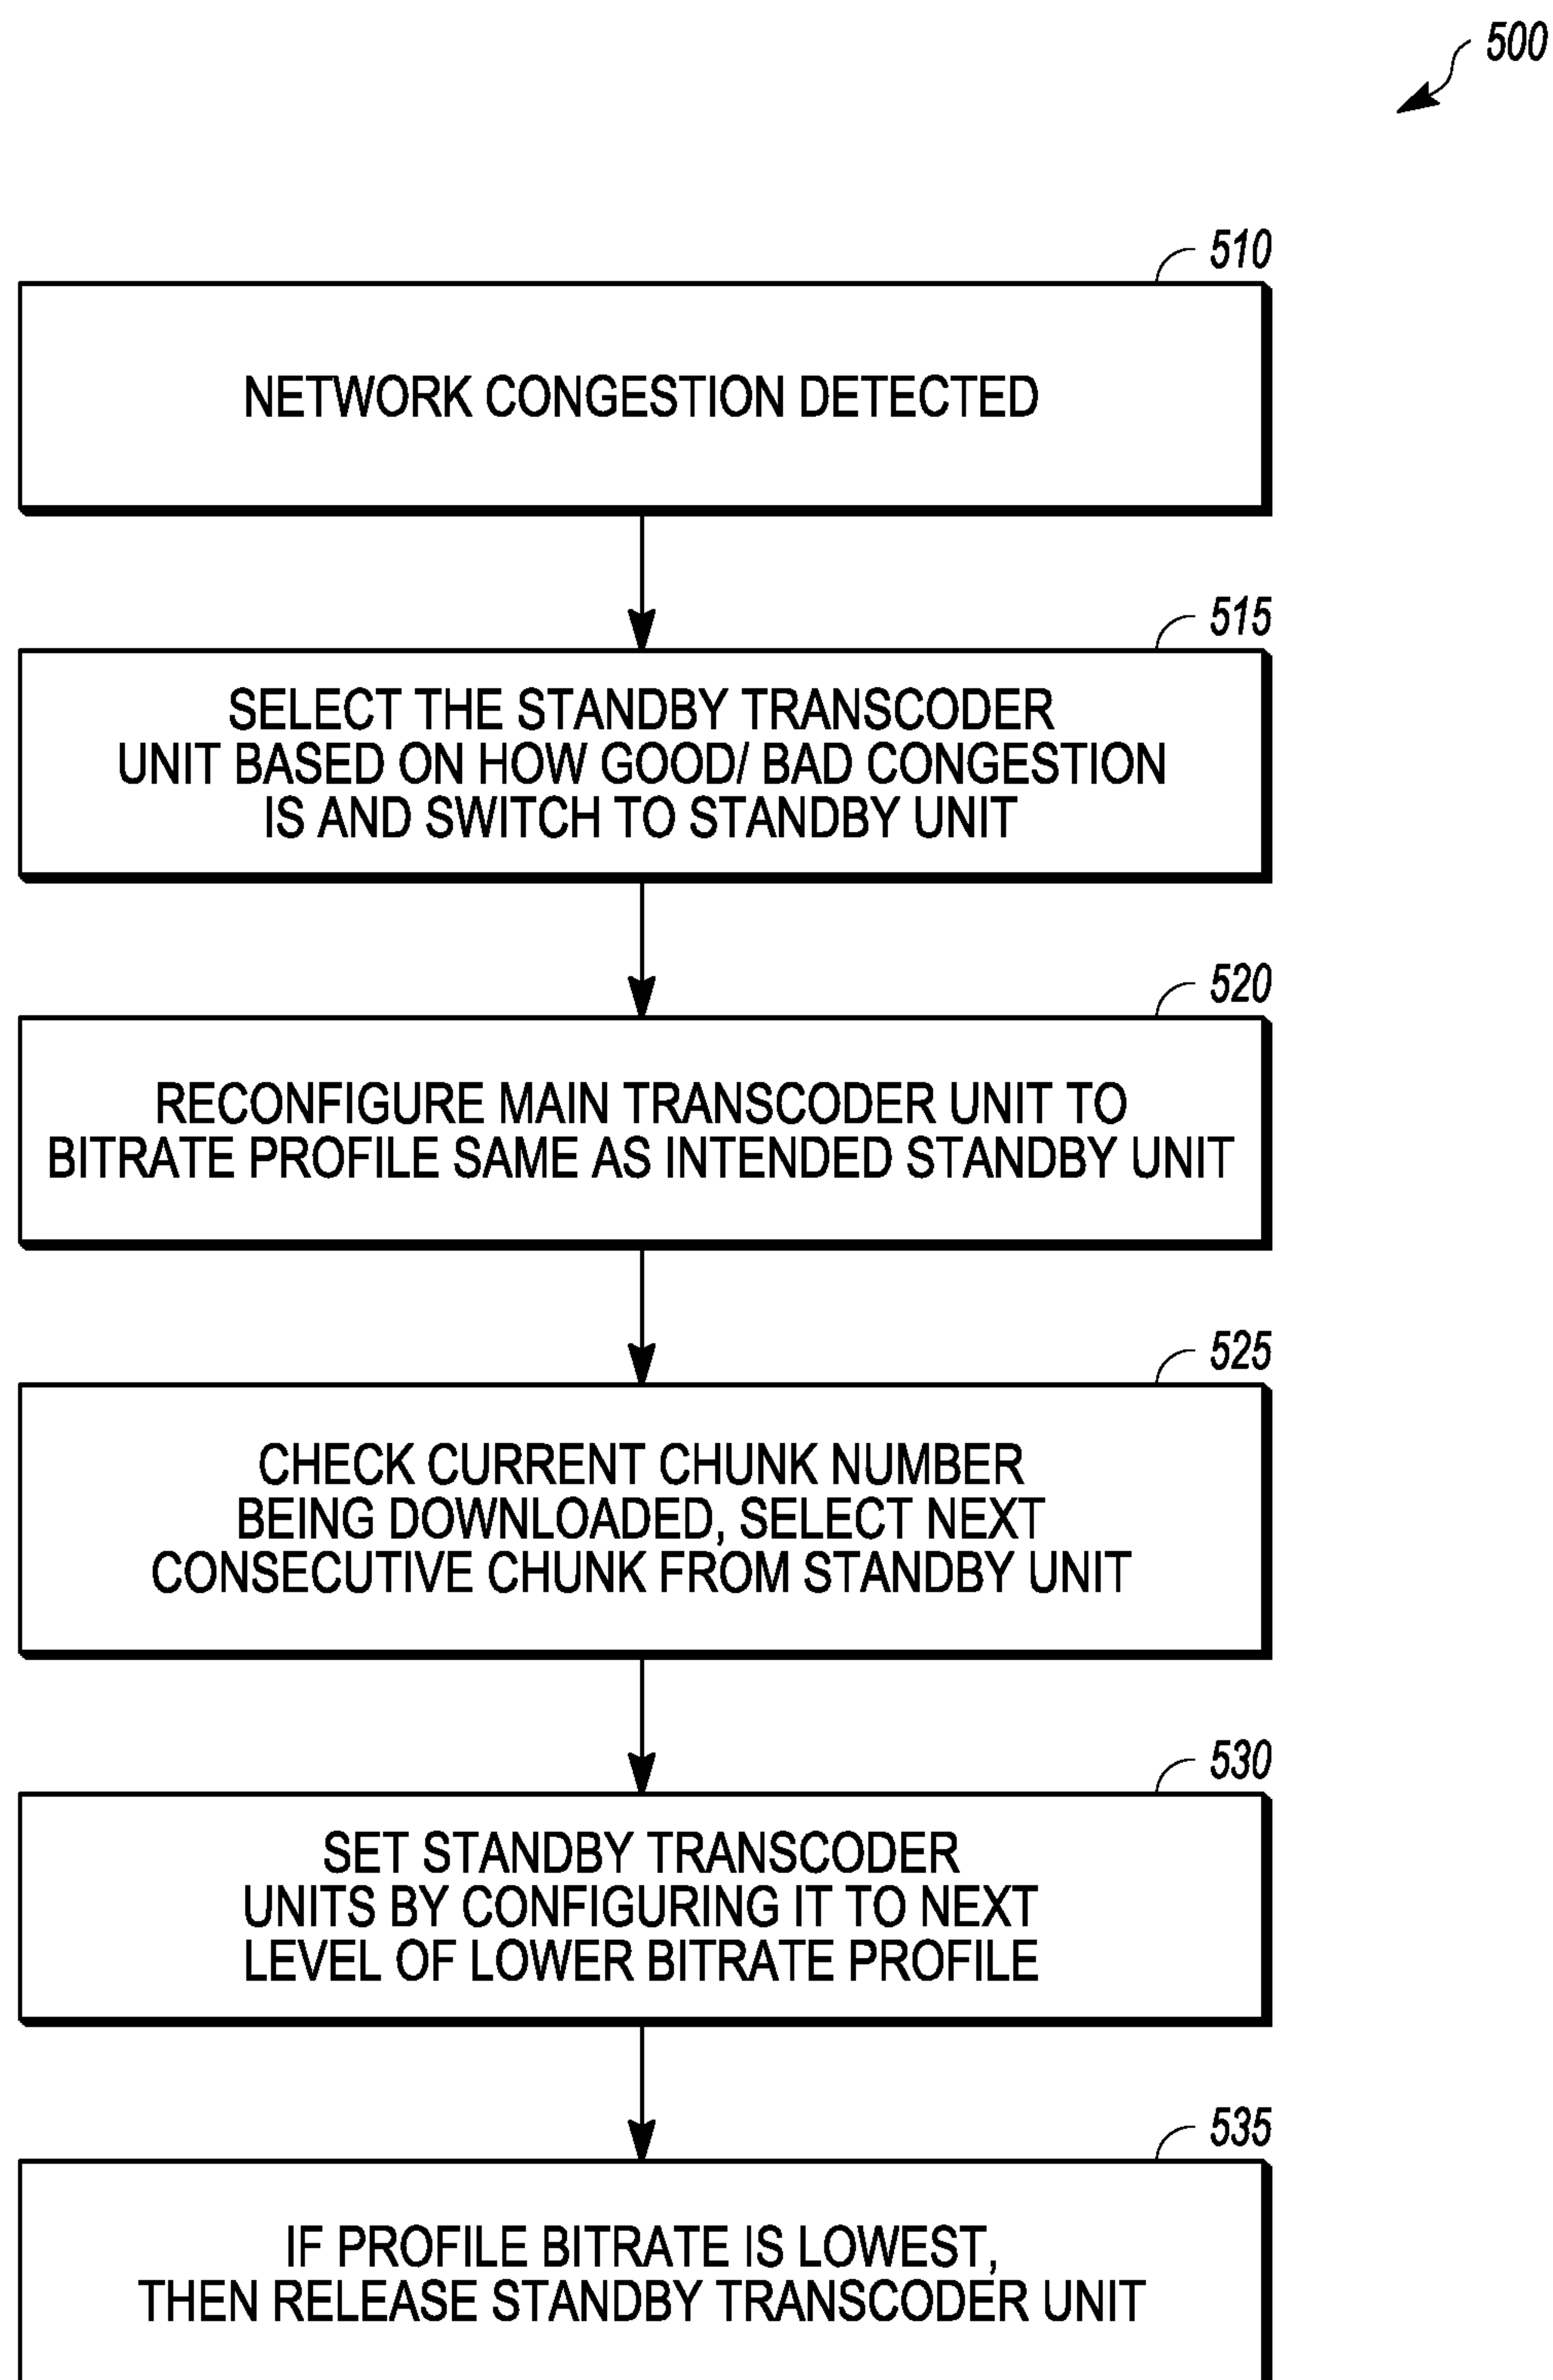 500
510
NETWORK CONGESTION DETECTED
515
SELECT THE STANDBY TRANSCODER
UNIT BASED ON HOW GOOD/ BAD CONGESTION
IS AND SWITCH TO STANDBY UNIT
520
RECONFIGURE MAIN TRANSCODER UNIT TO
BITRATE PROFILE SAME AS INTENDED STANDBY UNIT
525
CHECK CURRENT CHUNK NUMBER
BEING DOWNLOADED, SELECT NEXT
CONSECUTIVE CHUNK FROM STANDBY UNIT
530
SET STANDBY TRANSCODER
UNITS BY CONFIGURING IT TO NEXT
LEVEL OF LOWER BITRATE PROFILE
535
IF PROFILE BITRATE IS LOWEST,
THEN RELEASE STANDBY TRANSCODER UNIT